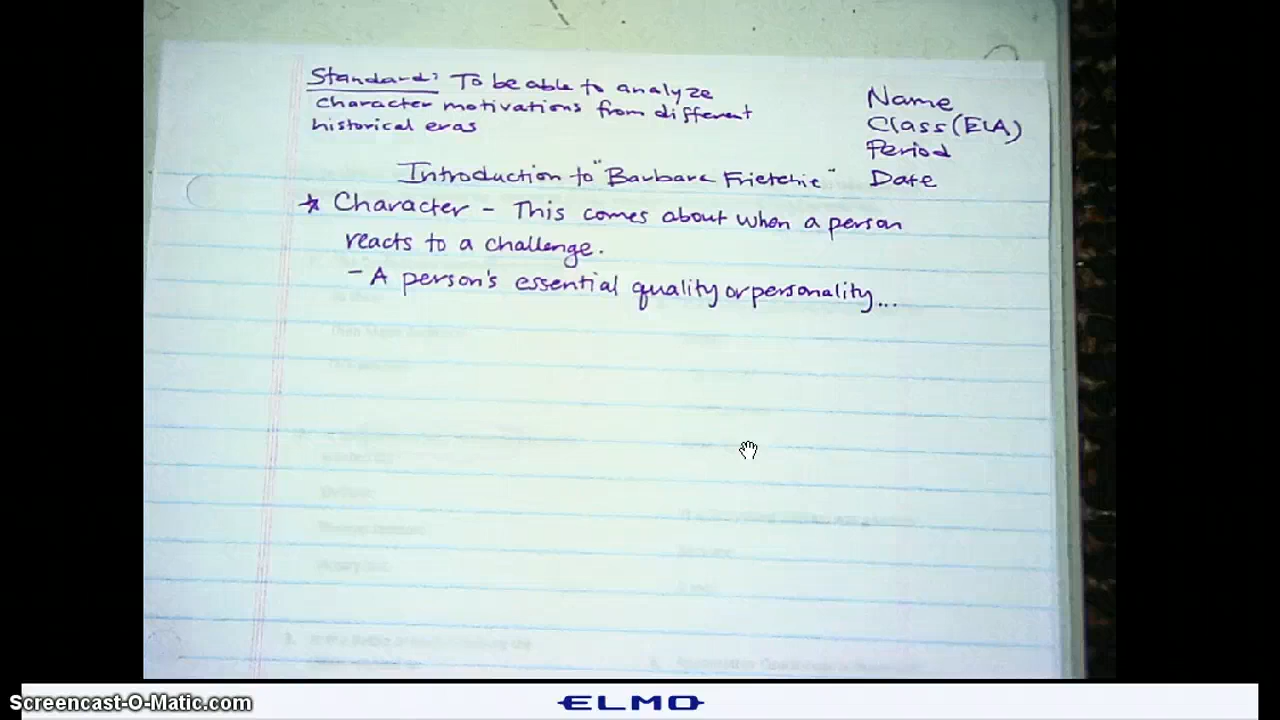 Standard: To be able to analyze
character motivations from different
historical eras
Name
Class (ELA)
Period
Date
Introduction to "Barbara Frietchie"
* Character - This comes about when a person
reacts to a challenge.
- A person's essential quality or personality...
Screencast-O-Matic.com
ELMO